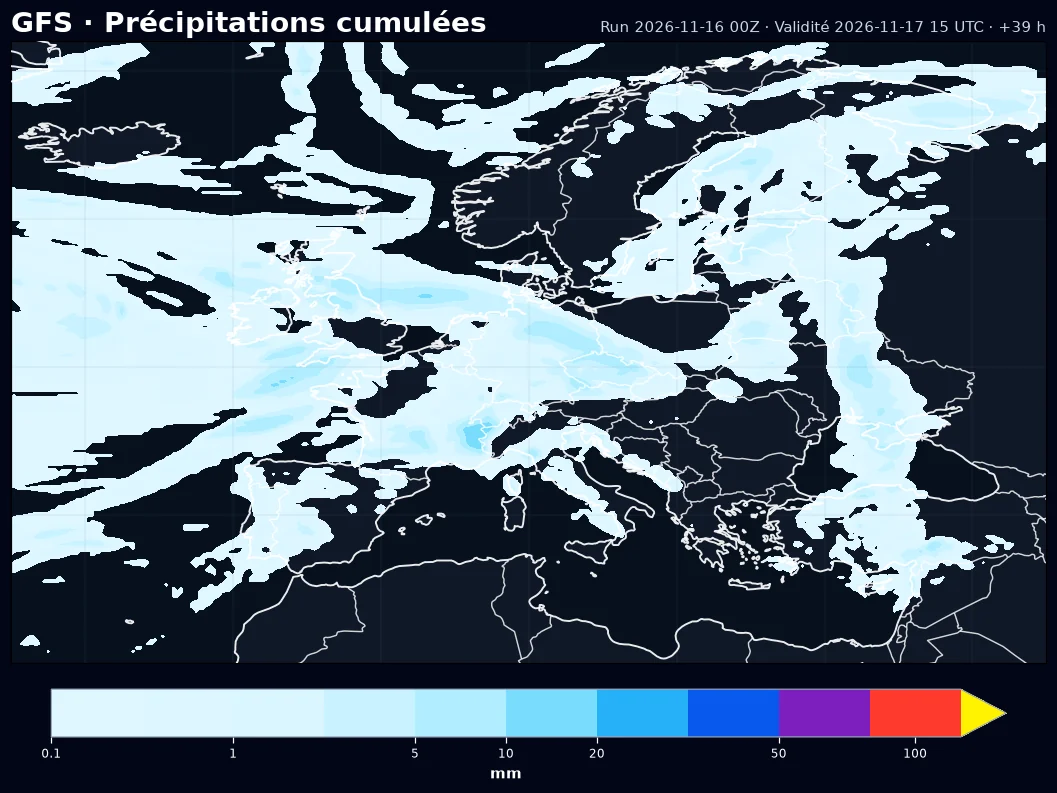 GFS · Précipitations cumulées
Run 2026-11-16 00Z · Validité 2026-11-17 15 UTC · +39 h
0.1 1 5 10 20 50 100
mm